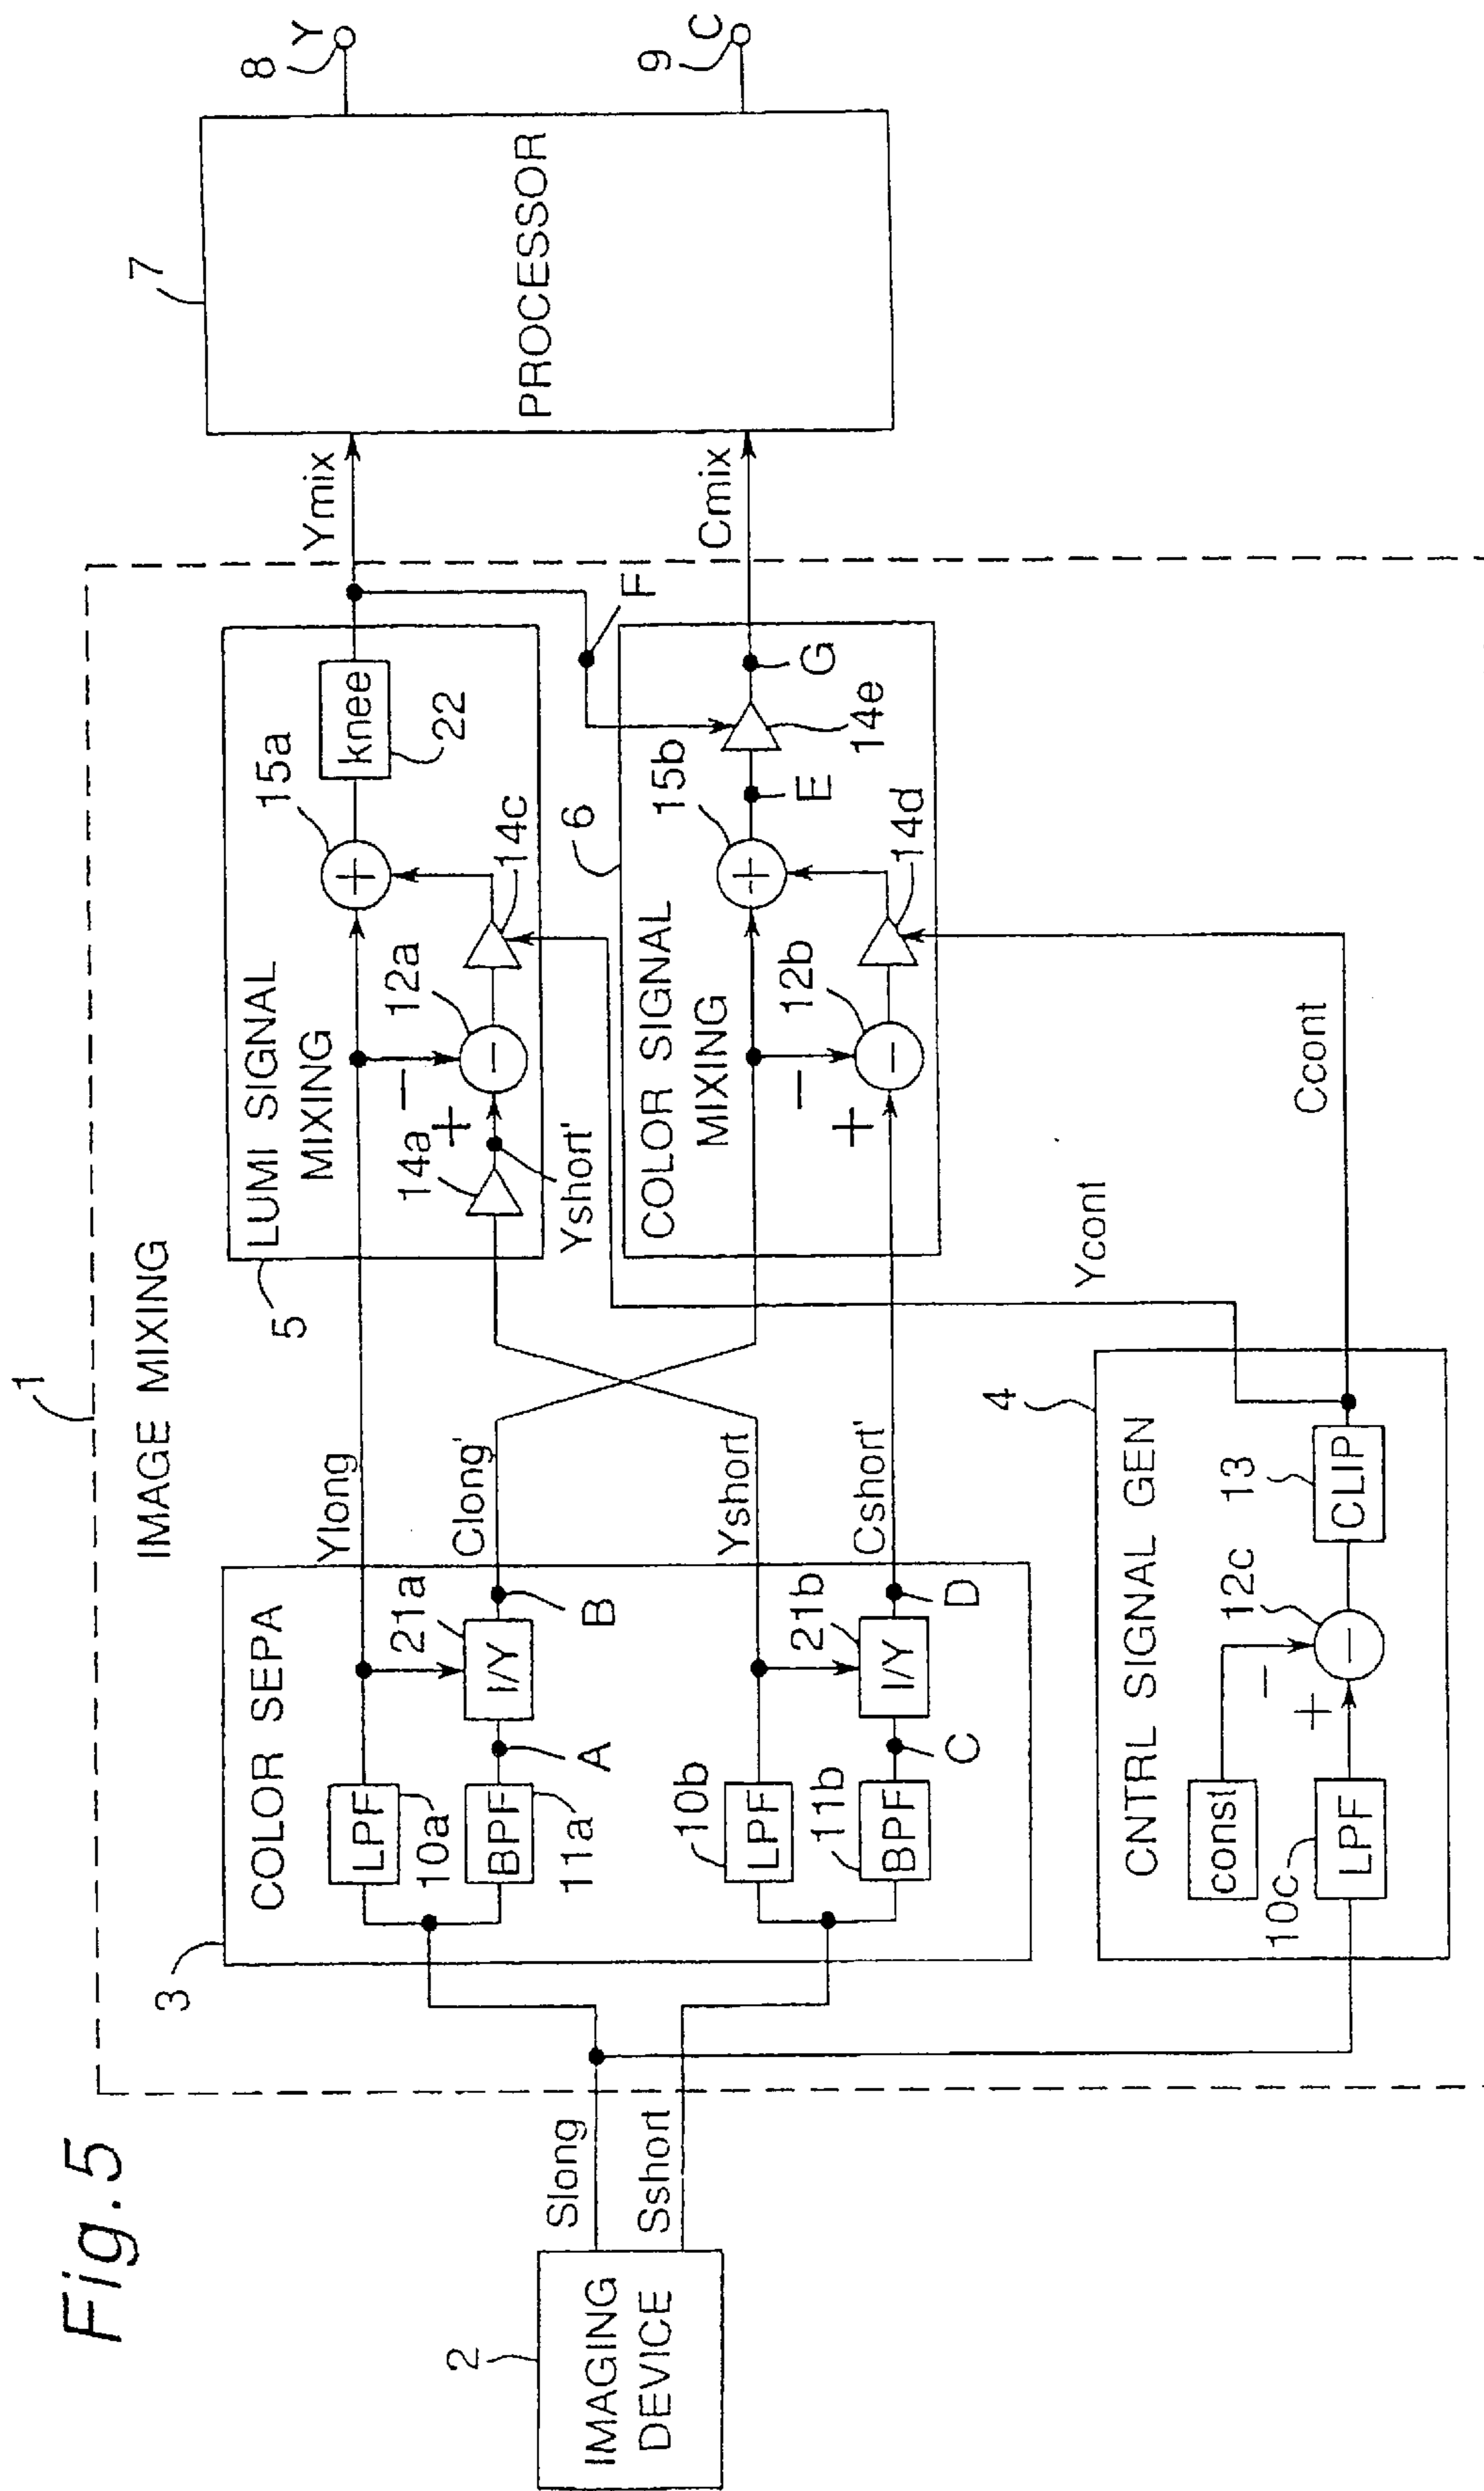 Fig.5
1
IMAGE MIXING
2
IMAGING
DEVICE
Slong
Sshort
3
COLOR SEPA
LPF
10a
BPF
11a
A
21a
I/Y
B
LPF
10b
BPF
11b
C
21b
I/Y
D
Ylong
Clong'
Yshort
Cshort'
4
CNTRL SIGNAL GEN
const
10c
LPF
-
+
12c
-
13
CLIP
Ycont
Ccont
5
LUMI SIGNAL
MIXING
14a
Yshort'
+
-
12a
-
14c
15a
+
knee
22
6
COLOR SIGNAL
MIXING
+
-
12b
-
14d
15b
+
E
14e
G
F
Ymix
Cmix
7
PROCESSOR
8
Y
9
C